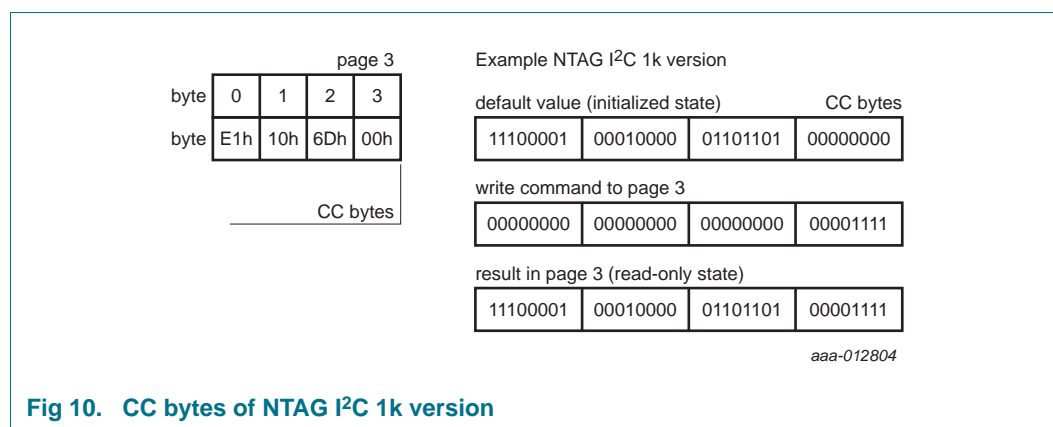 page 3
byte 0 1 2 3
byte E1h 10h 6Dh 00h
CC bytes
Example NTAG I²C 1k version
default value (initialized state) CC bytes
11100001 00010000 01101101 00000000
write command to page 3
00000000 00000000 00000000 00001111
result in page 3 (read-only state)
11100001 00010000 01101101 00001111
aaa-012804
Fig 10. CC bytes of NTAG I²C 1k version